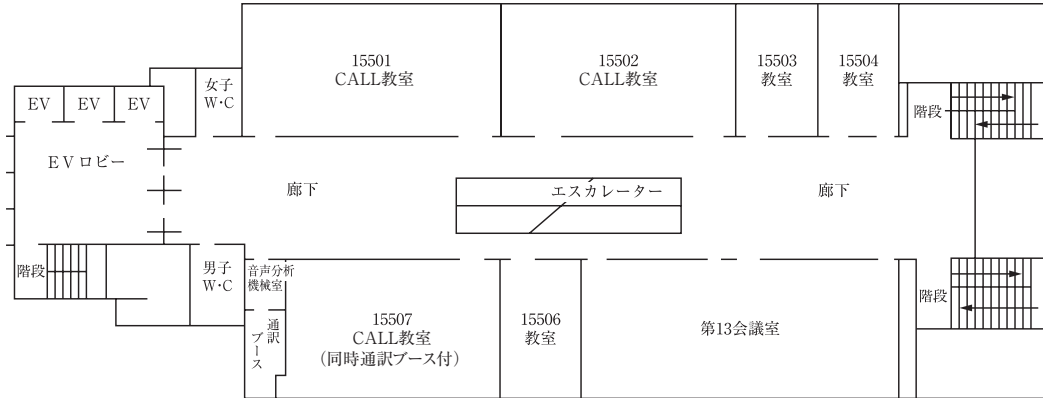 15501
CALL教室
15502
CALL教室
15503
教室
15504
教室
女子
W・C
EV
EV
EV
階段
EVロビー
廊下
エスカレーター
廊下
階段
男子
W・C
音声分析
機械室
通訳
ブース
15507
CALL教室
(同時通訳ブース付)
15506
教室
第13会議室
階段